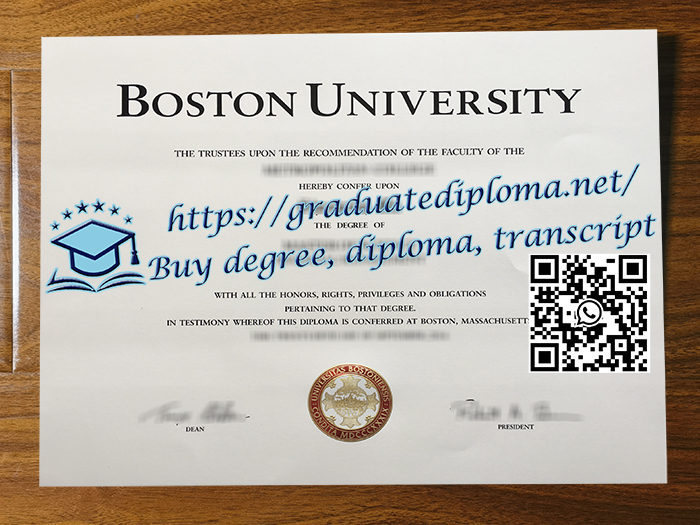 BOSTON UNIVERSITY
THE TRUSTEES UPON THE RECOMMENDATION OF THE FACULTY OF THE
HEREBY CONFER UPON
https://graduatediploma.net/
THE DEGREE OF
Buy degree, diploma, transcript
WITH ALL THE HONORS, RIGHTS, PRIVILEGES AND OBLIGATIONS
PERTAINING TO THAT DEGREE.
IN TESTIMONY WHEREOF THIS DIPLOMA IS CONFERRED AT BOSTON, MASSACHUSETT
UNIVERSITAS BOSTONIENSIS
CONDITA MDCCCXXXIX
DEAN
PRESIDENT